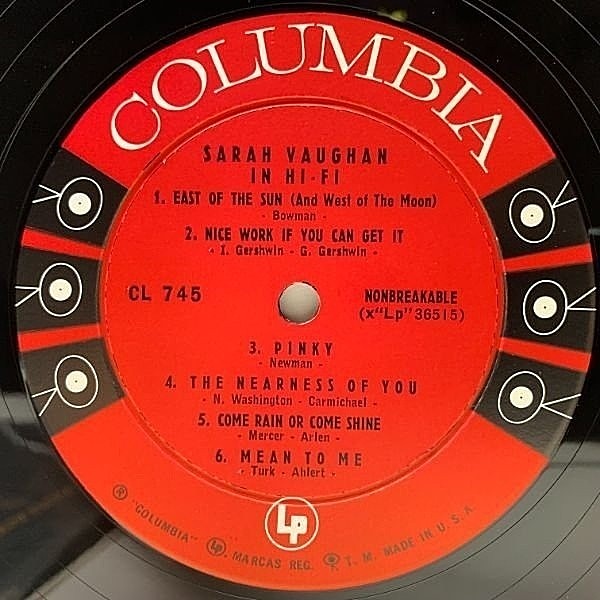 COLUMBIA
SARAH VAUGHAN
IN HI-FI
1. EAST OF THE SUN (And West of The Moon)
- Bowman -
2. NICE WORK IF YOU CAN GET IT
- I. Gershwin - G. Gershwin -
CL 745
NONBREAKABLE
(x"Lp"36515)
3. PINKY
- Newman -
4. THE NEARNESS OF YOU
- N. Washington - Carmichael -
5. COME RAIN OR COME SHINE
- Mercer - Arlen -
6. MEAN TO ME
- Turk - Ahlert -
Lp
® "COLUMBIA" Lp. MARCAS REG. T. M. MADE IN U.S.A.